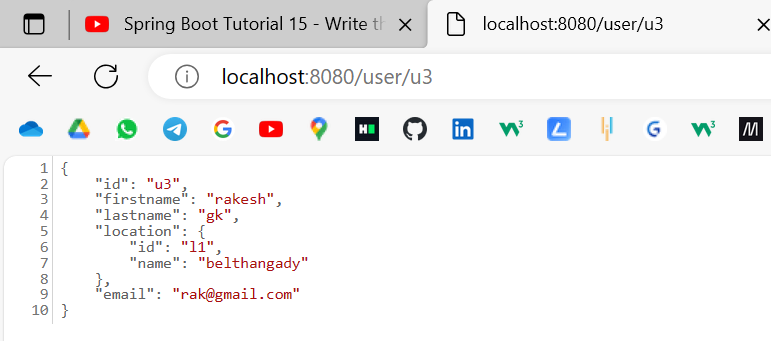 Spring Boot Tutorial 15 - Write th
localhost:8080/user/u3
localhost:8080/user/u3
1 {
2 "id": "u3",
3 "firstname": "rakesh",
4 "lastname": "gk",
5 "location": {
6 "id": "l1",
7 "name": "belthangady"
8 },
9 "email": "rak@gmail.com"
10 }